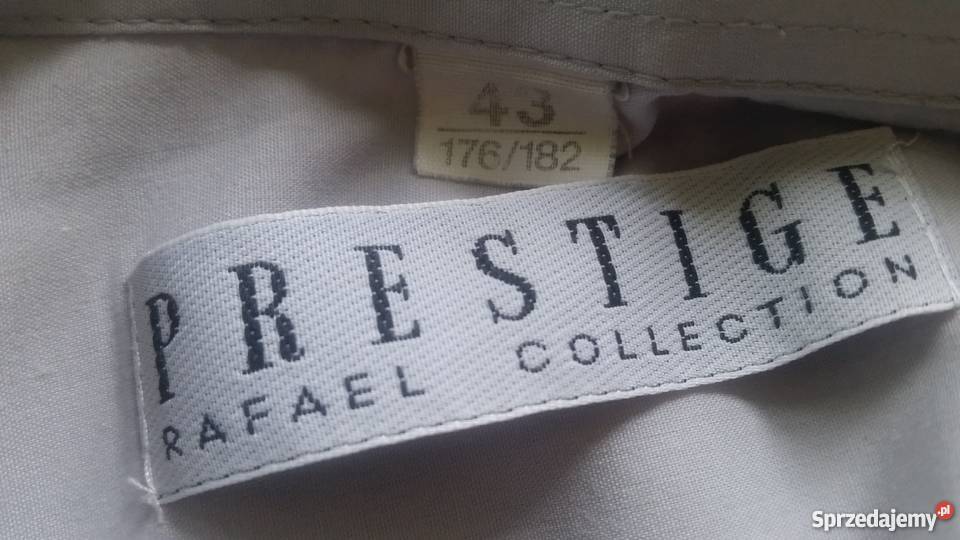 43
176/182
PRESTIGE
RAFAEL COLLECTION
Sprzedajemy.pl